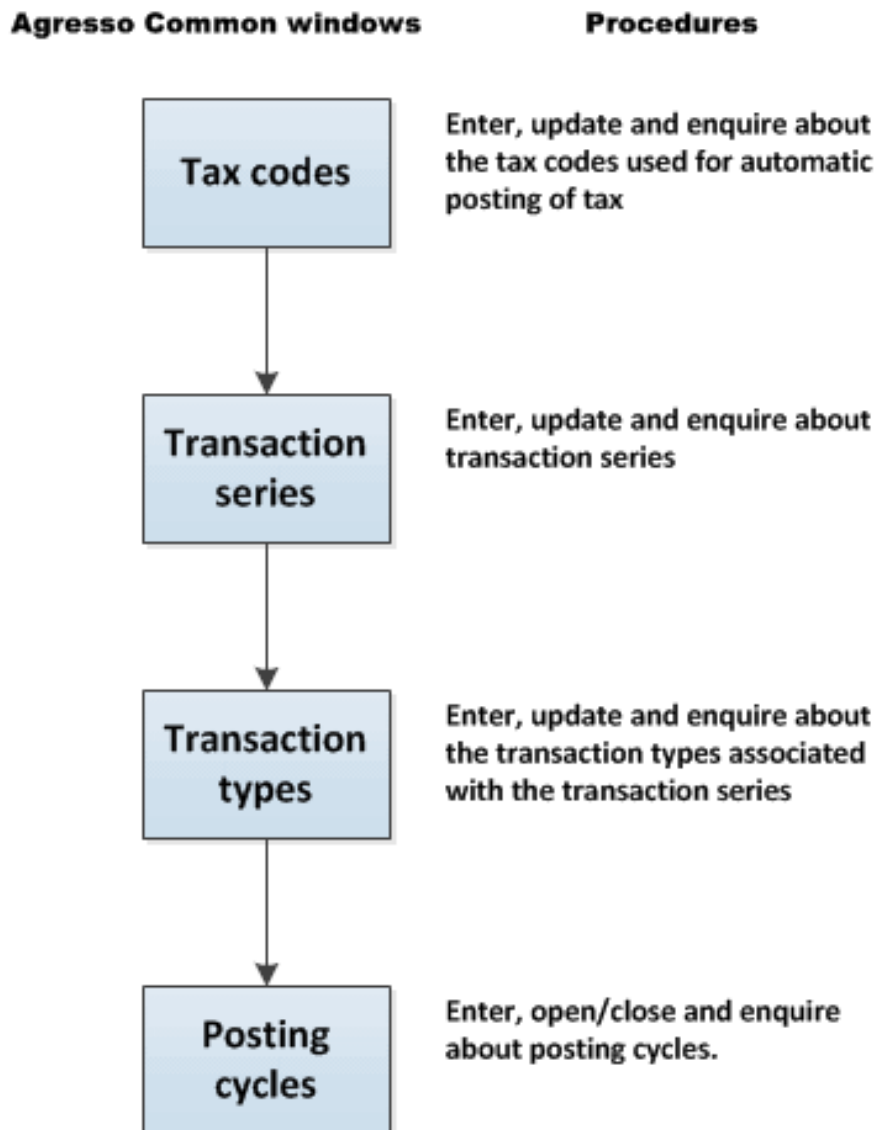 Agresso Common windows
Procedures
Tax codes
Enter, update and enquire about
the tax codes used for automatic
posting of tax
Transaction
series
Enter, update and enquire about
transaction series
Transaction
types
Enter, update and enquire about
the transaction types associated
with the transaction series
Posting
cycles
Enter, open/close and enquire
about posting cycles.